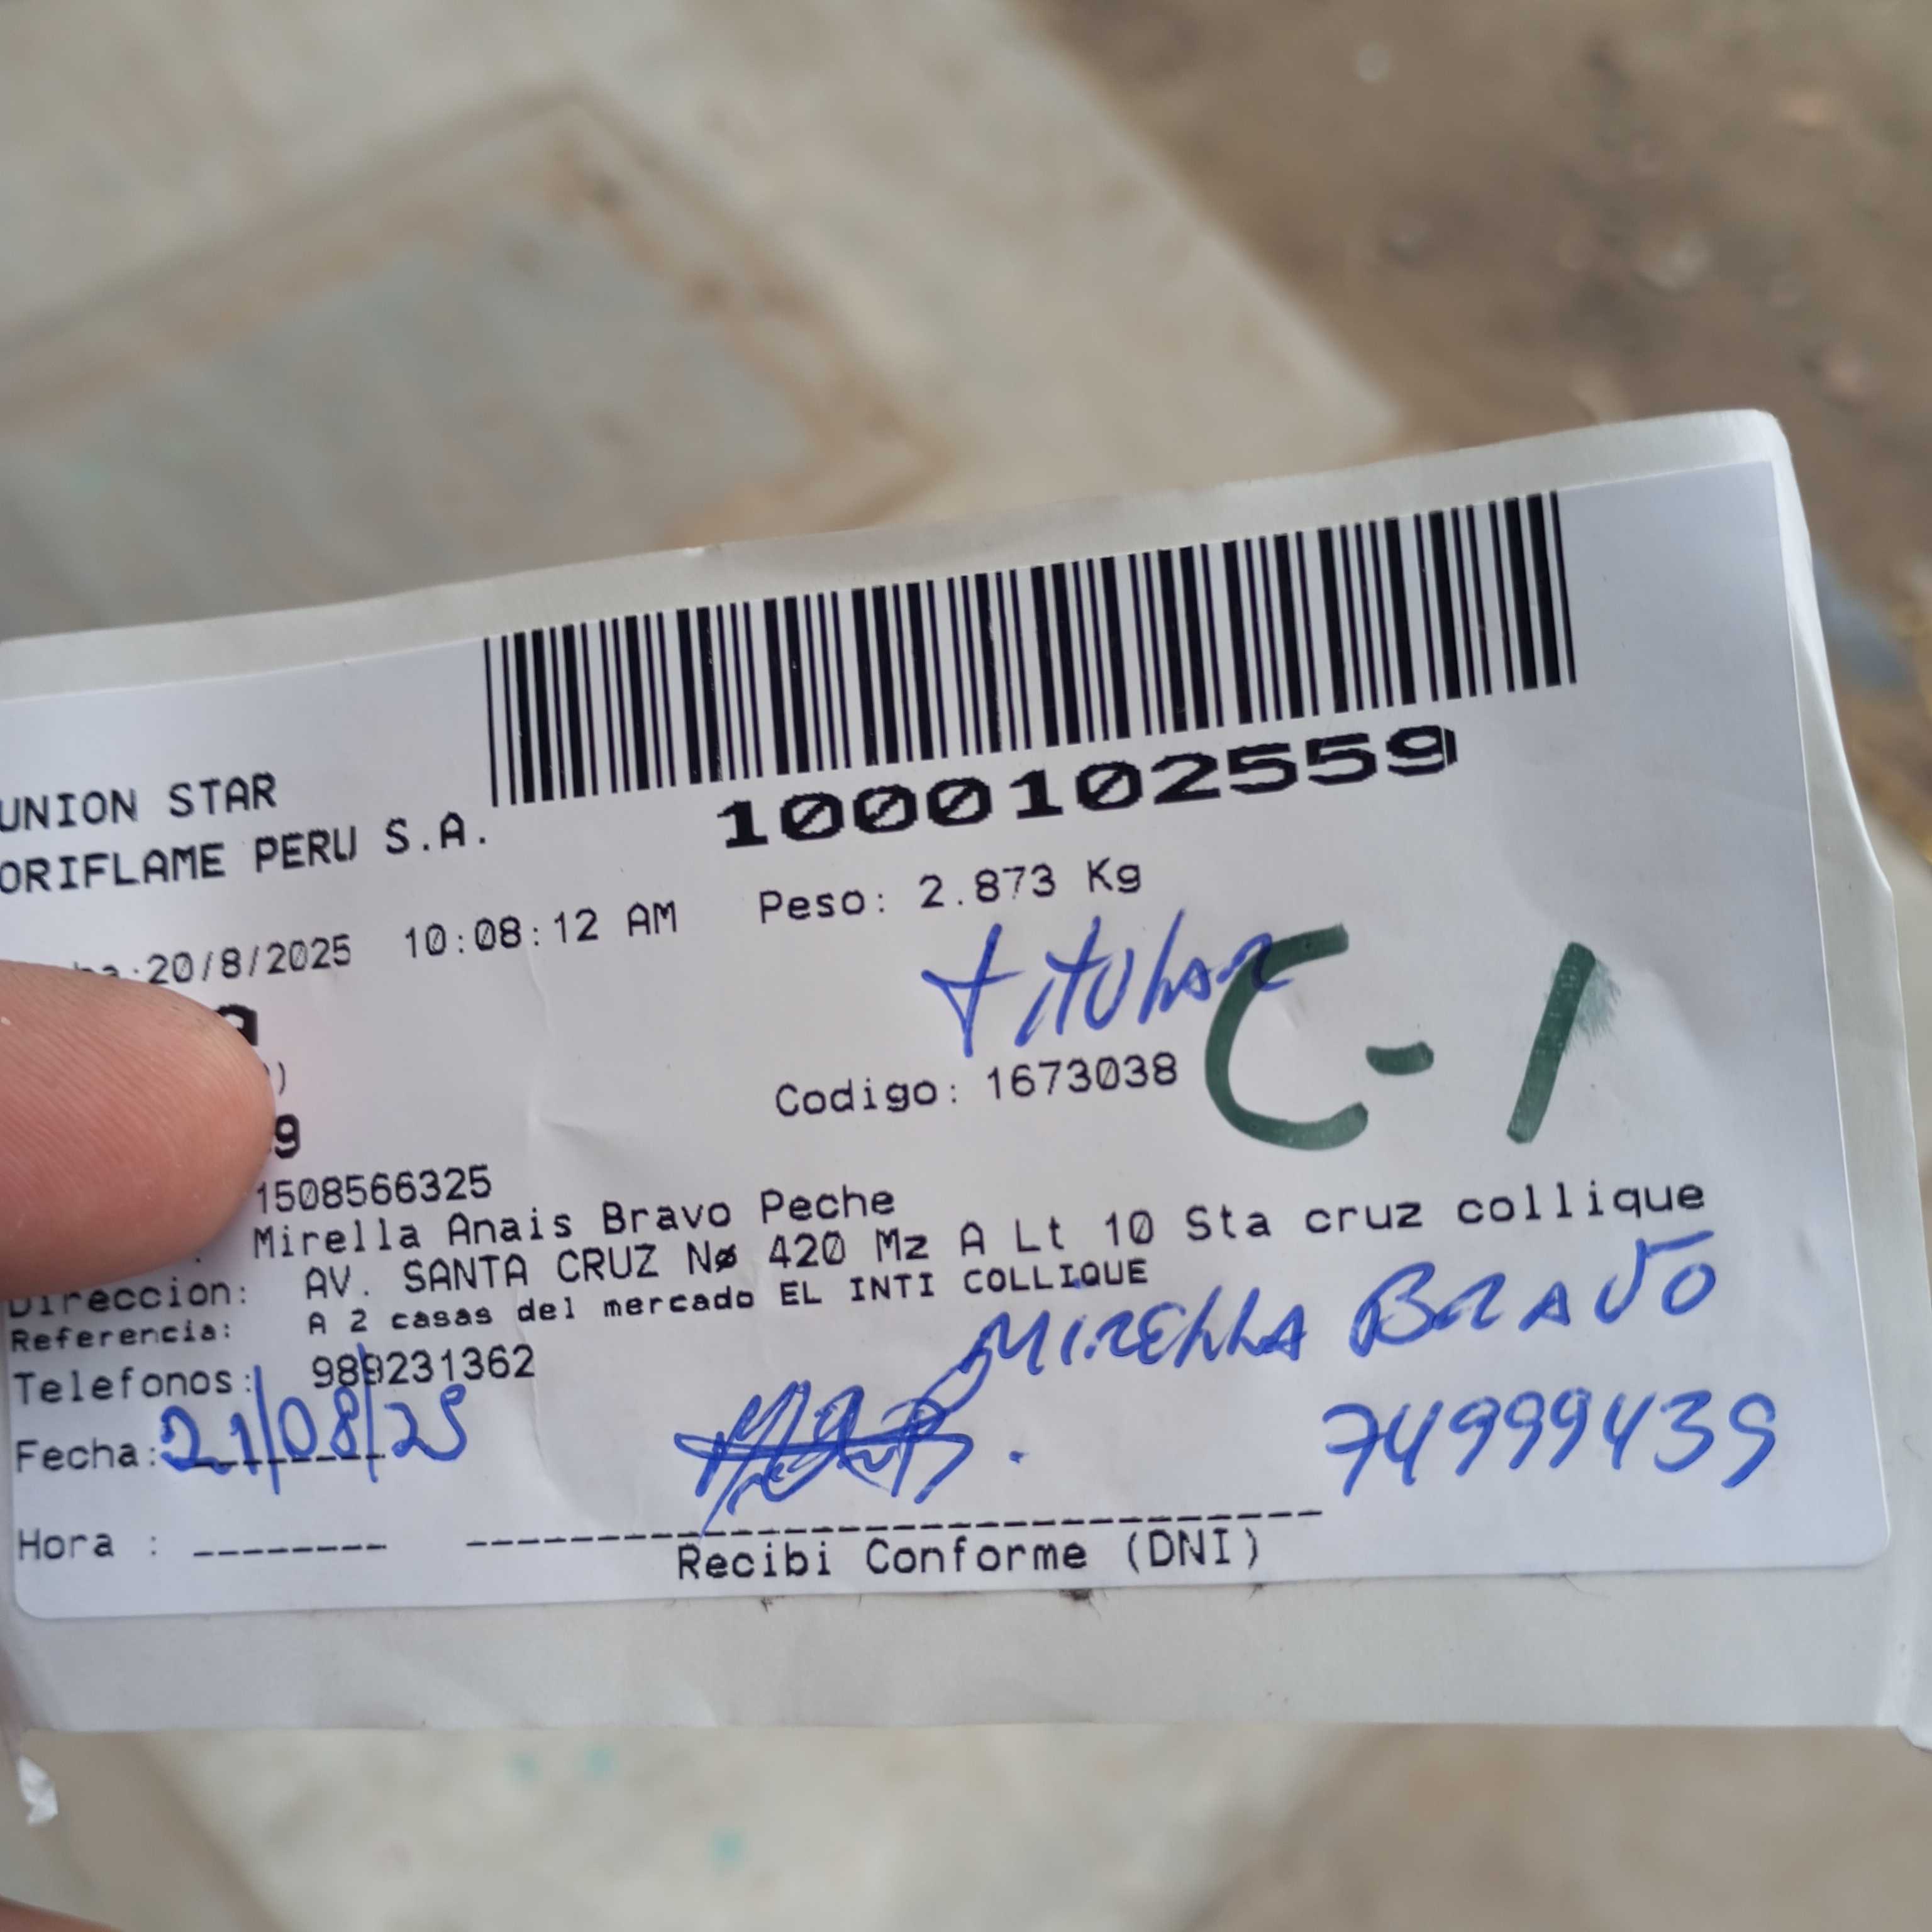 1000102559
UNION STAR
ORIFLAME PERU S.A.
:20/8/2025 10:08:12 AM Peso: 2.873 Kg
titular
C-1
Codigo: 1673038
1508566325
Mirella Anais Bravo Peche
Direccion: AV. SANTA CRUZ Nø 420 Mz A Lt 10 Sta cruz collique
Referencia: A 2 casas del mercado EL INTI COLLIQUE
Telefonos: 989231362
MIRELLA BRAVO
Fecha: 21/08/25
74999439
Hora : --------
Recibi Conforme (DNI)